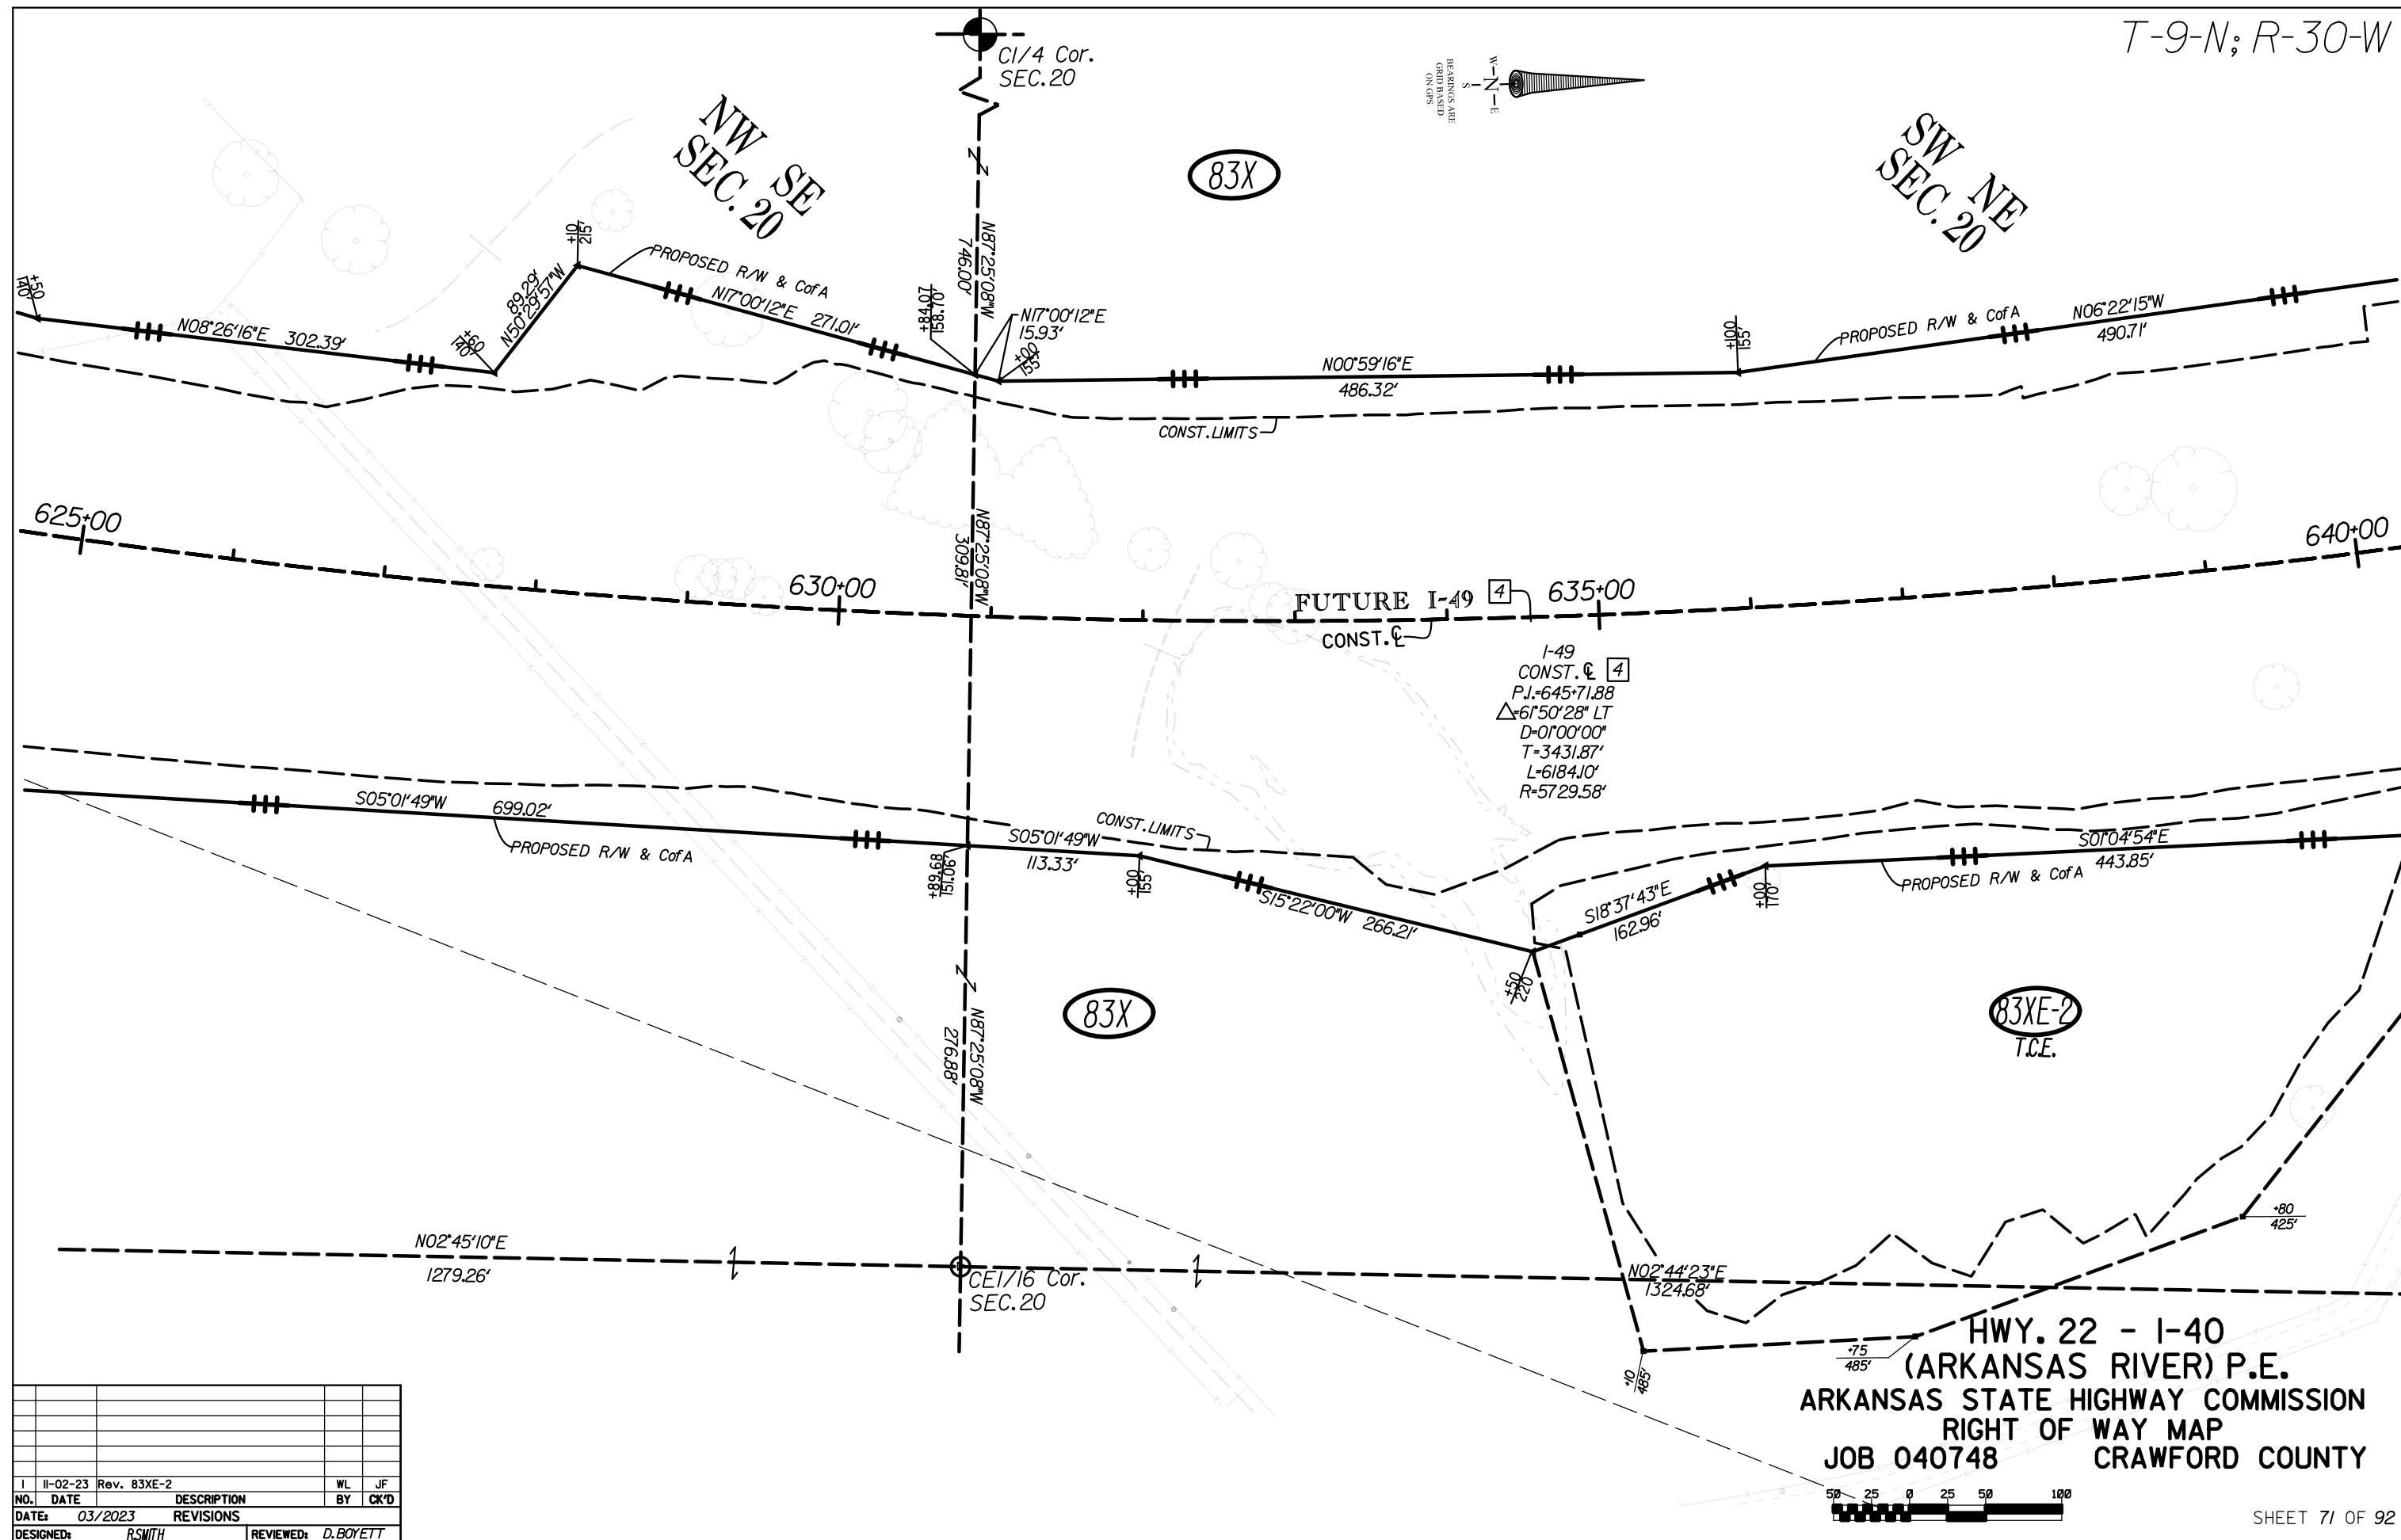 T-9-N; R-30-W
C1/4 Cor.
SEC. 20
W N E
S
BEARINGS ARE
GRID BASED
ON GPS
NW SE
SEC. 20
83X
SW NE
SEC. 20
N87°25'08"W
746.00'
+10
215'
PROPOSED R/W & CofA
N17°00'12"E 271.01'
+50
140'
N08°26'16"E 302.39'
+60
140'
89.29'
N50°29'57"W
+84.07
158.70'
N17°00'12"E
15.93'
+00
155'
N00°59'16"E
486.32'
+100
155'
PROPOSED R/W & CofA
N06°22'15"W
490.71'
CONST. LIMITS
625+00
630+00
635+00
640+00
N87°25'08"W
309.81'
FUTURE I-49 4
CONST. ℄
I-49
CONST. ℄ 4
P.I.=645+71.88
△=61°50'28" LT
D=01°00'00"
T=3431.87'
L=6184.10'
R=5729.58'
S05°01'49"W 699.02'
PROPOSED R/W & CofA
+89.68
151.06'
S05°01'49"W
113.33'
CONST. LIMITS
+00
155'
S15°22'00"W 266.21'
+50
220'
S18°37'43"E
162.96'
+00
170'
S01°04'54"E
443.85'
PROPOSED R/W & CofA
83X
N87°25'08"W
276.88'
83XE-2
T.C.E.
N02°45'10"E
1279.26'
CE1/16 Cor.
SEC. 20
N02°44'23"E
1324.68'
+80
425'
+75
485'
+10
485'
HWY. 22 - I-40
(ARKANSAS RIVER) P.E.
ARKANSAS STATE HIGHWAY COMMISSION
RIGHT OF WAY MAP
JOB 040748 CRAWFORD COUNTY
50 25 0 25 50 100
SHEET 71 OF 92
1 11-02-23 Rev. 83XE-2 WL JF
NO. DATE DESCRIPTION BY CK'D
DATE: 03/2023 REVISIONS
DESIGNED: R.SMITH REVIEWED: D.BOYETT